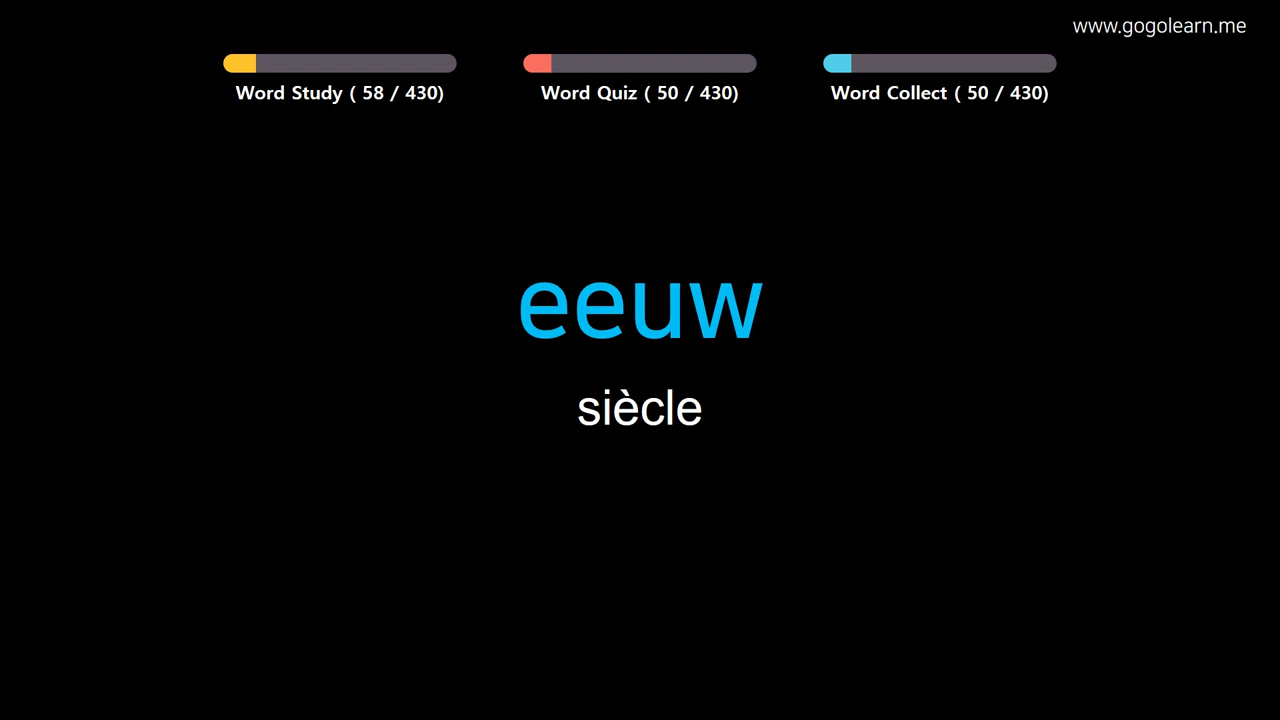 www.gogolearn.me
Word Study ( 58 / 430)
Word Quiz ( 50 / 430)
Word Collect ( 50 / 430)
eeuw
siècle